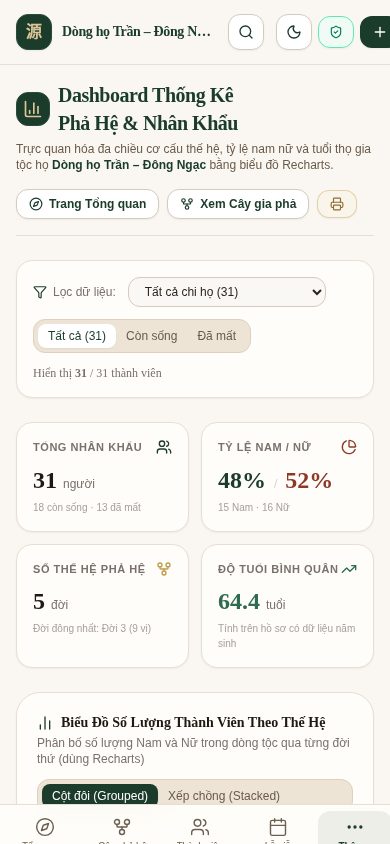 源 Dòng họ Trần – Đông N…
Dashboard Thống Kê
Phả Hệ & Nhân Khẩu
Trực quan hóa đa chiều cơ cấu thế hệ, tỷ lệ nam nữ và tuổi thọ gia
tộc họ Dòng họ Trần – Đông Ngạc bằng biểu đồ Recharts.
Trang Tổng quan Xem Cây gia phả
Lọc dữ liệu: Tất cả chi họ (31)
Tất cả (31) Còn sống Đã mất
Hiển thị 31 / 31 thành viên
TỔNG NHÂN KHẨU
31 người
18 còn sống · 13 đã mất
TỶ LỆ NAM / NỮ
48% / 52%
15 Nam · 16 Nữ
SỐ THẾ HỆ PHẢ HỆ
5 đời
Đời đông nhất: Đời 3 (9 vị)
ĐỘ TUỔI BÌNH QUÂN
64.4 tuổi
Tính trên hồ sơ có dữ liệu năm
sinh
Biểu Đồ Số Lượng Thành Viên Theo Thế Hệ
Phân bố số lượng Nam và Nữ trong dòng tộc qua từng đời
thứ (dùng Recharts)
Cột đôi (Grouped) Xếp chồng (Stacked)